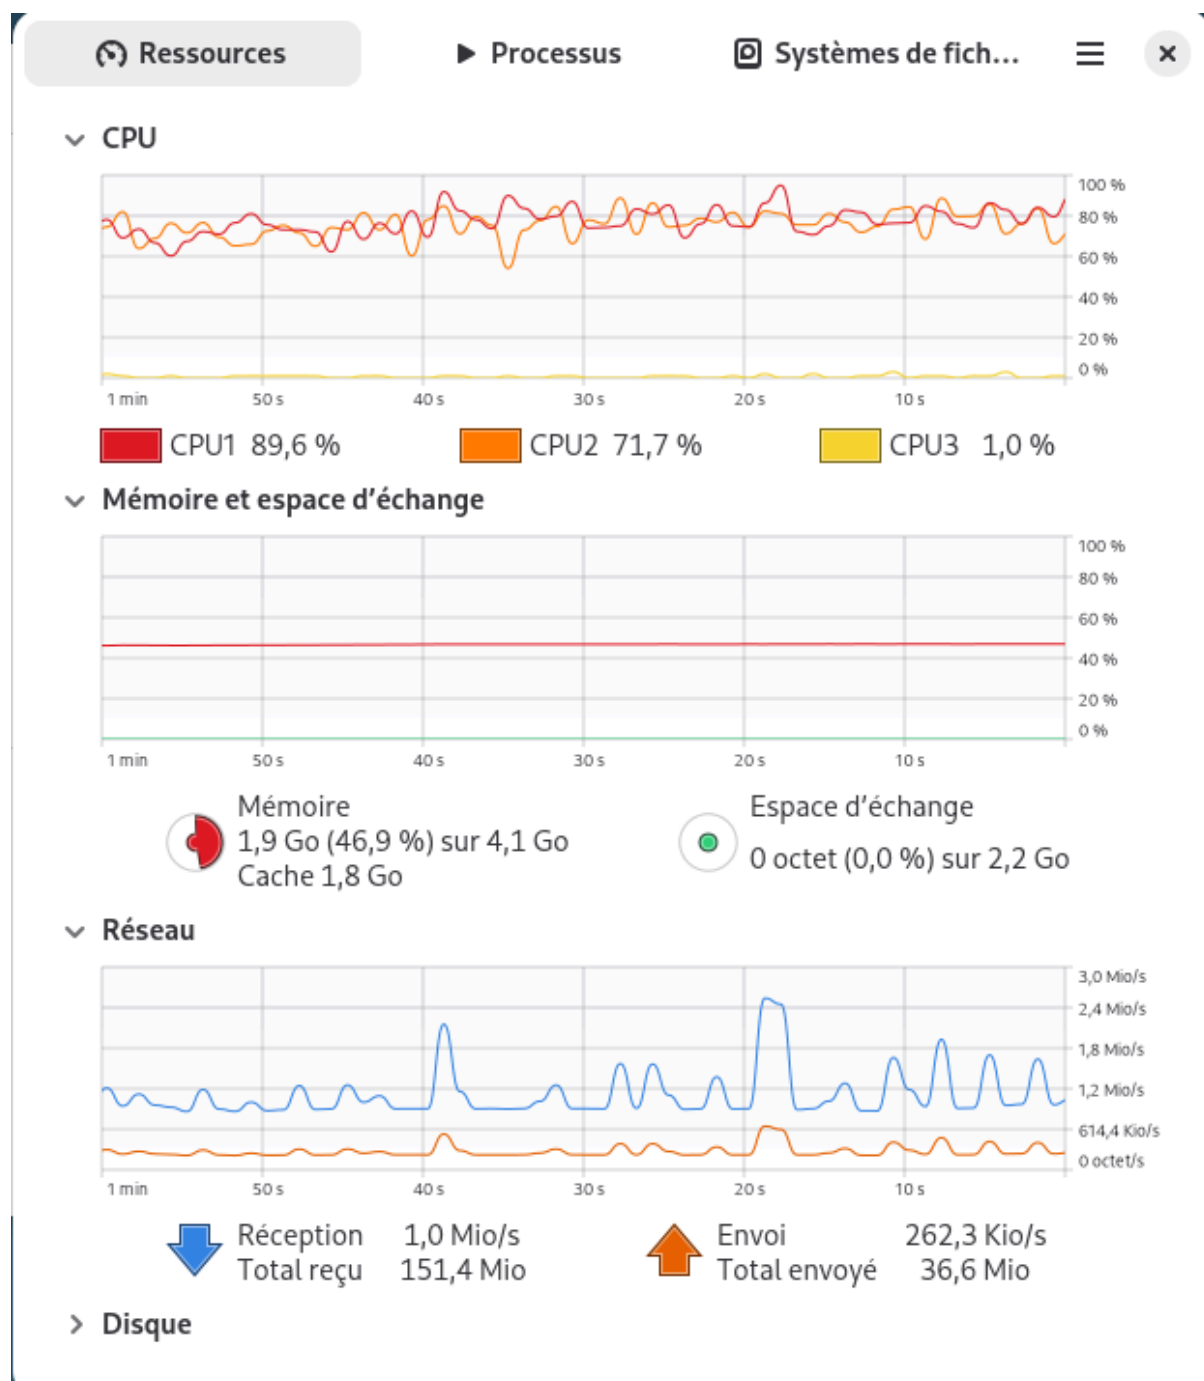 Ressources Processus Systèmes de fich...
CPU
100 %
80 %
60 %
40 %
20 %
0 %
1 min 50 s 40 s 30 s 20 s 10 s
CPU1 89,6 % CPU2 71,7 % CPU3 1,0 %
Mémoire et espace d’échange
100 %
80 %
60 %
40 %
20 %
0 %
1 min 50 s 40 s 30 s 20 s 10 s
Mémoire
1,9 Go (46,9 %) sur 4,1 Go
Cache 1,8 Go
Espace d’échange
0 octet (0,0 %) sur 2,2 Go
Réseau
3,0 Mio/s
2,4 Mio/s
1,8 Mio/s
1,2 Mio/s
614,4 Kio/s
0 octet/s
1 min 50 s 40 s 30 s 20 s 10 s
Réception 1,0 Mio/s
Total reçu 151,4 Mio
Envoi 262,3 Kio/s
Total envoyé 36,6 Mio
Disque